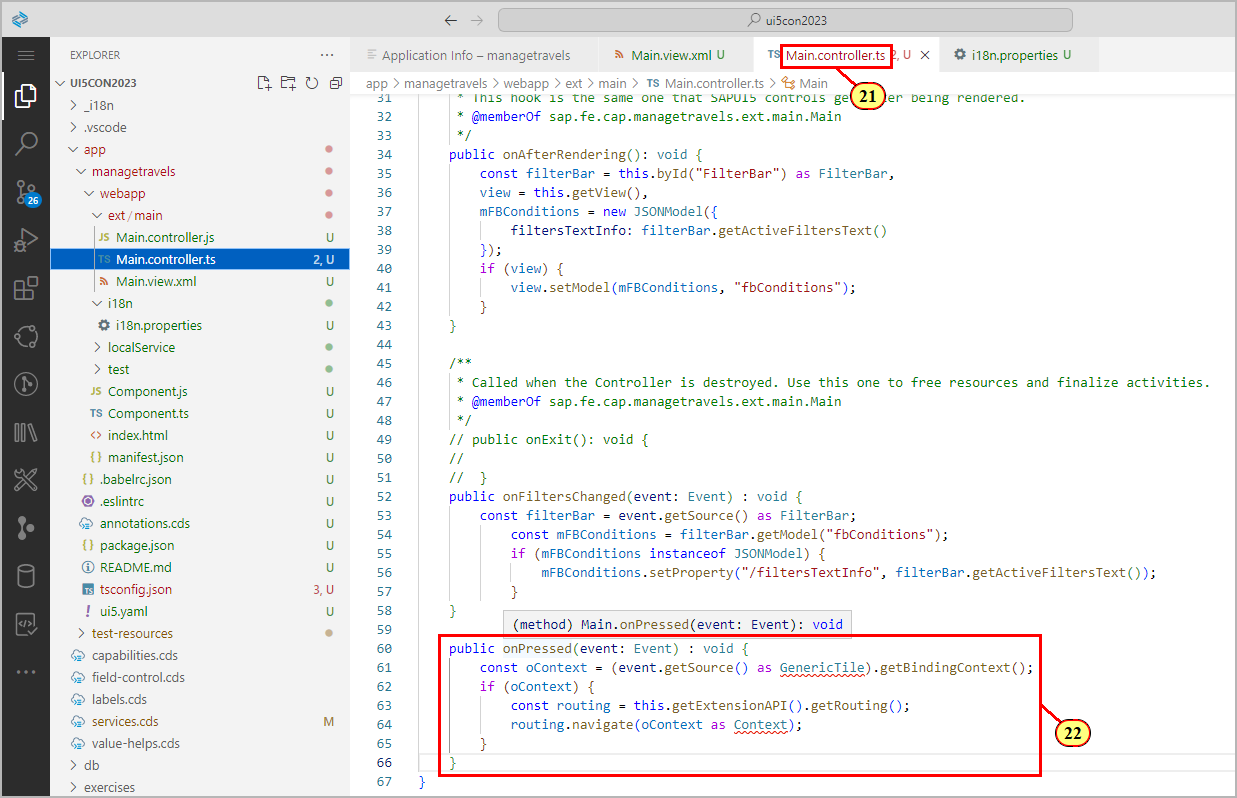 ui5con2023
EXPLORER
UI5CON2023
_i18n
.vscode
app
managetravels
webapp
ext / main
JS Main.controller.js U
TS Main.controller.ts 2, U
Main.view.xml U
i18n
i18n.properties U
localService
test
JS Component.js U
TS Component.ts U
<> index.html U
{} manifest.json U
{} .babelrc.json U
.eslintrc U
annotations.cds U
{} package.json U
README.md U
TS tsconfig.json 3, U
! ui5.yaml U
test-resources
capabilities.cds
field-control.cds
labels.cds
services.cds M
value-helps.cds
db
exercises
26
Application Info – managetravels
Main.view.xml U
TS Main.controller.ts 2, U
i18n.properties U
21
app > managetravels > webapp > ext > main > TS Main.controller.ts > Main
31 * This hook is the same one that SAPUI5 controls being rendered.
32 * @memberOf sap.fe.cap.managetravels.ext.main.Main
33 */
34 public onAfterRendering(): void {
35 const filterBar = this.byId("FilterBar") as FilterBar,
36 view = this.getView(),
37 mFBConditions = new JSONModel({
38 filtersTextInfo: filterBar.getActiveFiltersText()
39 });
40 if (view) {
41 view.setModel(mFBConditions, "fbConditions");
42 }
43 }
44
45 /**
46 * Called when the Controller is destroyed. Use this one to free resources and finalize activities.
47 * @memberOf sap.fe.cap.managetravels.ext.main.Main
48 */
49 // public onExit(): void {
50 //
51 // }
52 public onFiltersChanged(event: Event) : void {
53 const filterBar = event.getSource() as FilterBar;
54 const mFBConditions = filterBar.getModel("fbConditions");
55 if (mFBConditions instanceof JSONModel) {
56 mFBConditions.setProperty("/filtersTextInfo", filterBar.getActiveFiltersText());
57 }
58 }
59 (method) Main.onPressed(event: Event): void
60 public onPressed(event: Event) : void {
61 const oContext = (event.getSource() as GenericTile).getBindingContext();
62 if (oContext) {
63 const routing = this.getExtensionAPI().getRouting();
64 routing.navigate(oContext as Context);
65 }
66 }
67 }
22